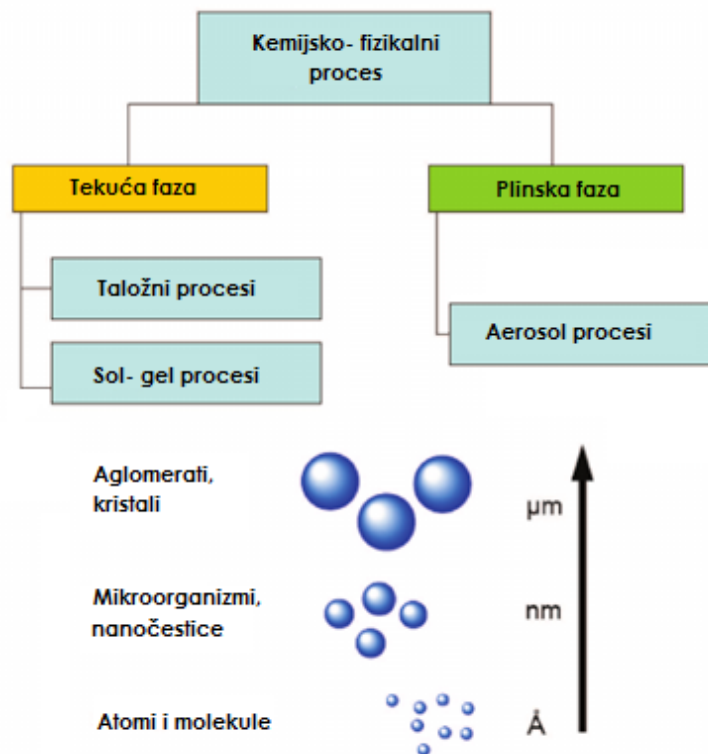 Kemijsko- fizikalni
proces
Tekuća faza
Plinska faza
Taložni procesi
Aerosol procesi
Sol- gel procesi
Aglomerati,
kristali
µm
Mikroorganizmi,
nanočestice
nm
Atomi i molekule
Å